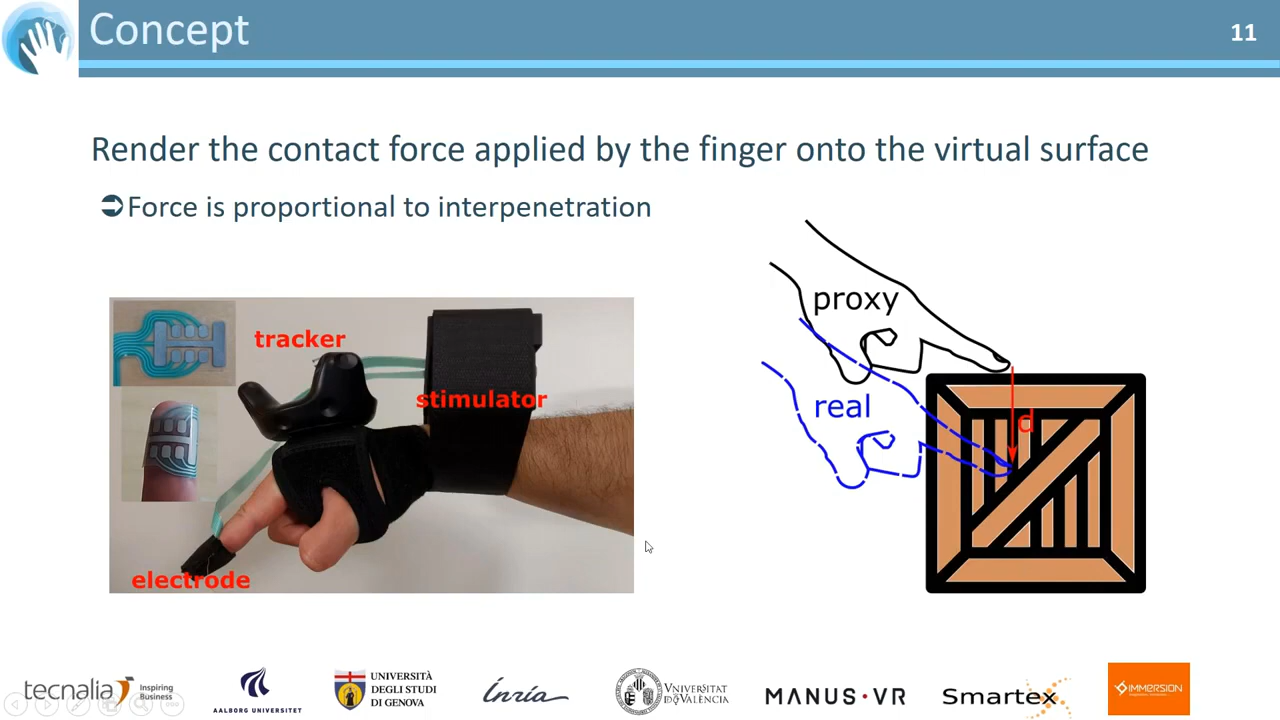 Concept
11
Render the contact force applied by the finger onto the virtual surface
➲Force is proportional to interpenetration
tracker
stimulator
electrode
proxy
real
d
tecnalia Inspiring Business
AALBORG UNIVERSITET
UNIVERSITÀ
DEGLI STUDI
DI GENOVA
Inria
VNIVERSITAT
DE VALÈNCIA
MANUS·VR
Smartex
IMMERSION